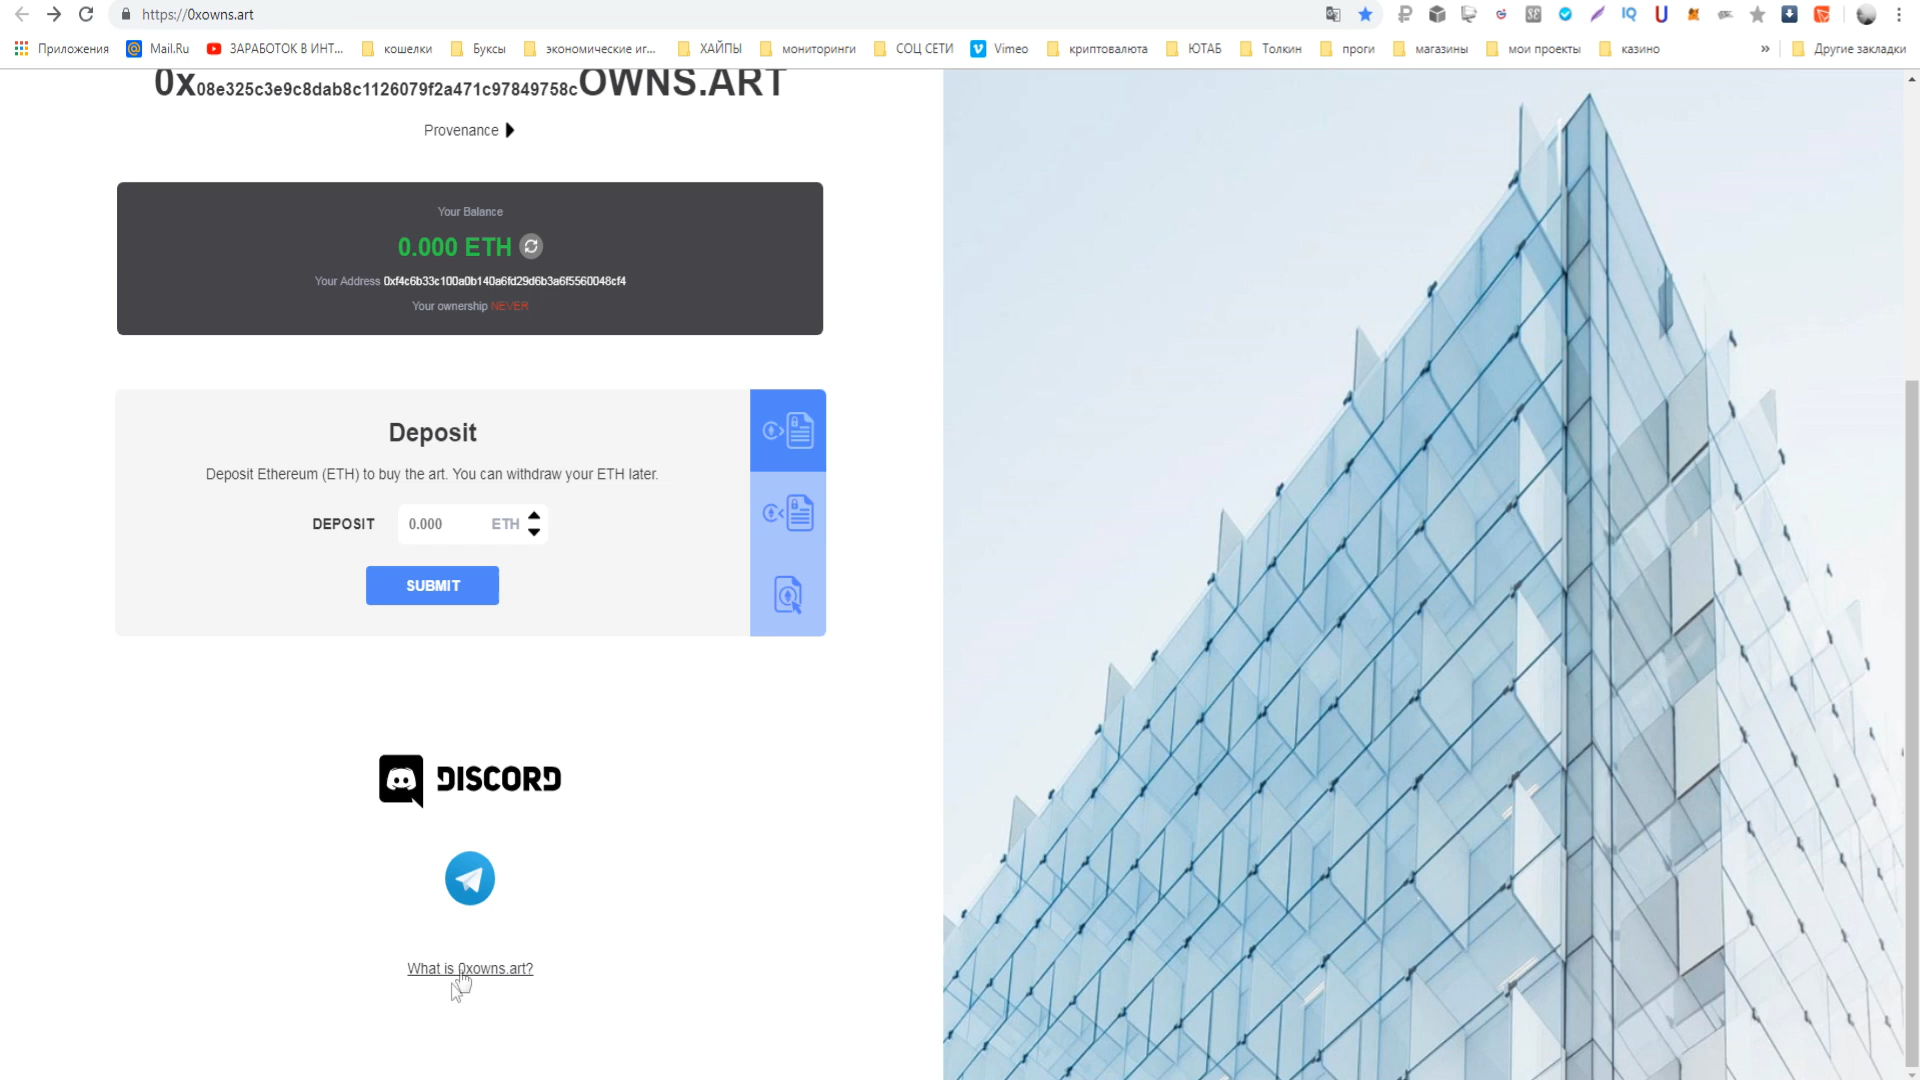 https://0xowns.art
Приложения
Mail.Ru
ЗАРАБОТОК В ИНТ...
кошелки
Буксы
экономические иг...
ХАЙПЫ
мониторинги
СОЦ СЕТИ
Vimeo
криптовалюта
ЮТАБ
Толкин
проги
магазины
мои проекты
казино
»
Другие закладки
0x08e325c3e9c8dab8c1126079f2a471c97849758cOWNS.ART
Provenance
Your Balance
0.000 ETH
Your Address 0xf4c6b33c100a0b140a6fd29d6b3a6f5560048cf4
Your ownership NEVER
Deposit
Deposit Ethereum (ETH) to buy the art. You can withdraw your ETH later.
DEPOSIT 0.000 ETH
SUBMIT
DISCORD
What is 0xowns.art?